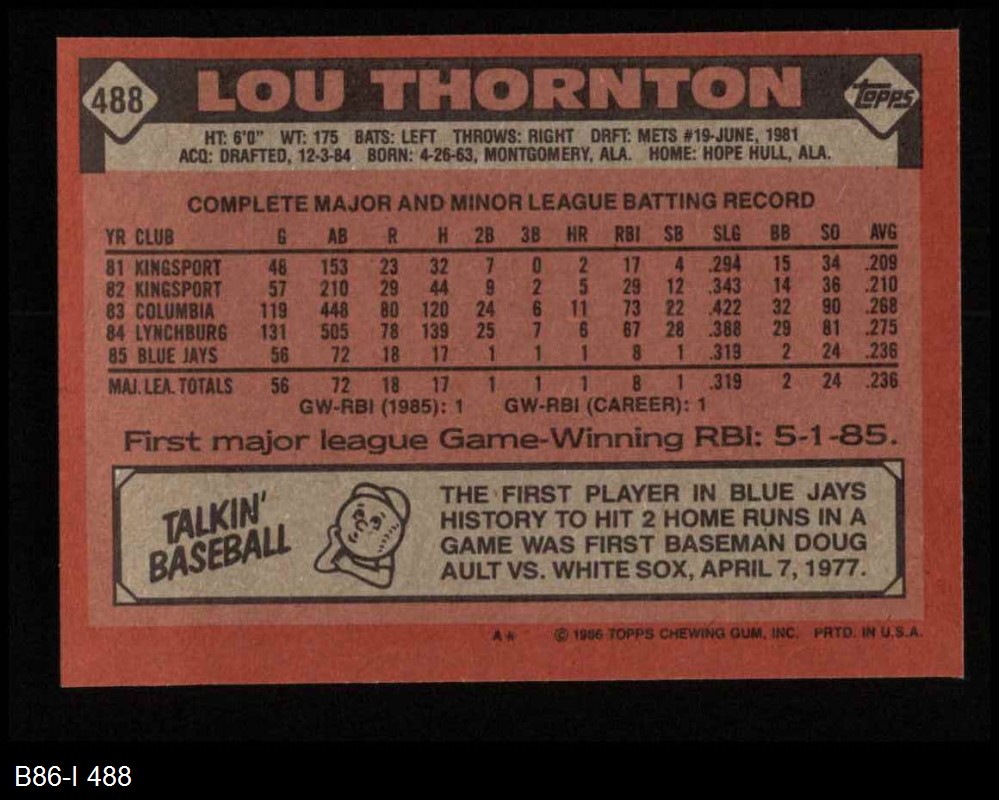 488
LOU THORNTON
topps
HT: 6'0" WT: 175 BATS: LEFT THROWS: RIGHT DRFT: METS #19-JUNE, 1981
ACQ: DRAFTED, 12-3-84 BORN: 4-26-63, MONTGOMERY, ALA. HOME: HOPE HULL, ALA.
COMPLETE MAJOR AND MINOR LEAGUE BATTING RECORD
YR CLUB G AB R H 2B 3B HR RBI SB SLG BB SO AVG
81 KINGSPORT 48 153 23 32 7 0 2 17 4 .294 15 34 .209
82 KINGSPORT 57 210 29 44 9 2 5 29 12 .343 14 36 .210
83 COLUMBIA 119 448 80 120 24 6 11 73 22 .422 32 90 .268
84 LYNCHBURG 131 505 78 139 25 7 6 67 28 .388 29 81 .275
85 BLUE JAYS 56 72 18 17 1 1 1 8 1 .319 2 24 .236
MAJ. LEA. TOTALS 56 72 18 17 1 1 1 8 1 .319 2 24 .236
GW-RBI (1985): 1 GW-RBI (CAREER): 1
First major league Game-Winning RBI: 5-1-85.
TALKIN'
BASEBALL
THE FIRST PLAYER IN BLUE JAYS
HISTORY TO HIT 2 HOME RUNS IN A
GAME WAS FIRST BASEMAN DOUG
AULT VS. WHITE SOX, APRIL 7, 1977.
A* © 1986 TOPPS CHEWING GUM, INC. PRTD. IN U.S.A.
B86-I 488